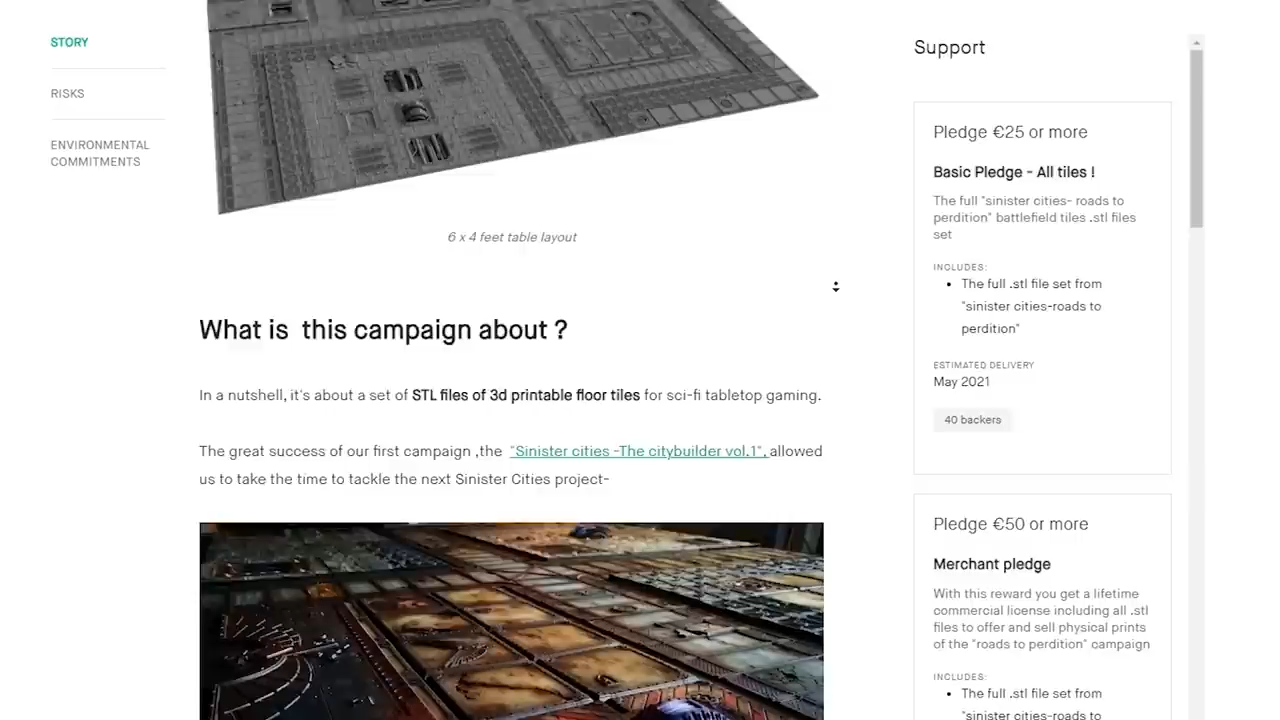 STORY
RISKS
ENVIRONMENTAL
COMMITMENTS
6 x 4 feet table layout
What is  this campaign about ?
In a nutshell, it's about a set of STL files of 3d printable floor tiles for sci-fi tabletop gaming.
The great success of our first campaign ,the  "Sinister cities -The citybuilder vol.1", allowed
us to take the time to tackle the next Sinister Cities project-
Support
Pledge €25 or more
Basic Pledge - All tiles !
The full "sinister cities- roads to
perdition" battlefield tiles .stl files
set
INCLUDES:
• The full .stl file set from
"sinister cities-roads to
perdition"
ESTIMATED DELIVERY
May 2021
40 backers
Pledge €50 or more
Merchant pledge
With this reward you get a lifetime
commercial license including all .stl
files to offer and sell physical prints
of the "roads to perdition" campaign
INCLUDES:
• The full .stl file set from
"sinister cities-roads to